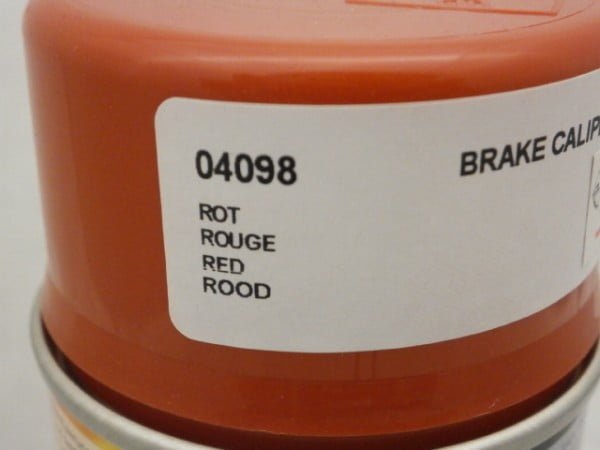 04098
ROT
ROUGE
RED
ROOD
BRAKE CALIP